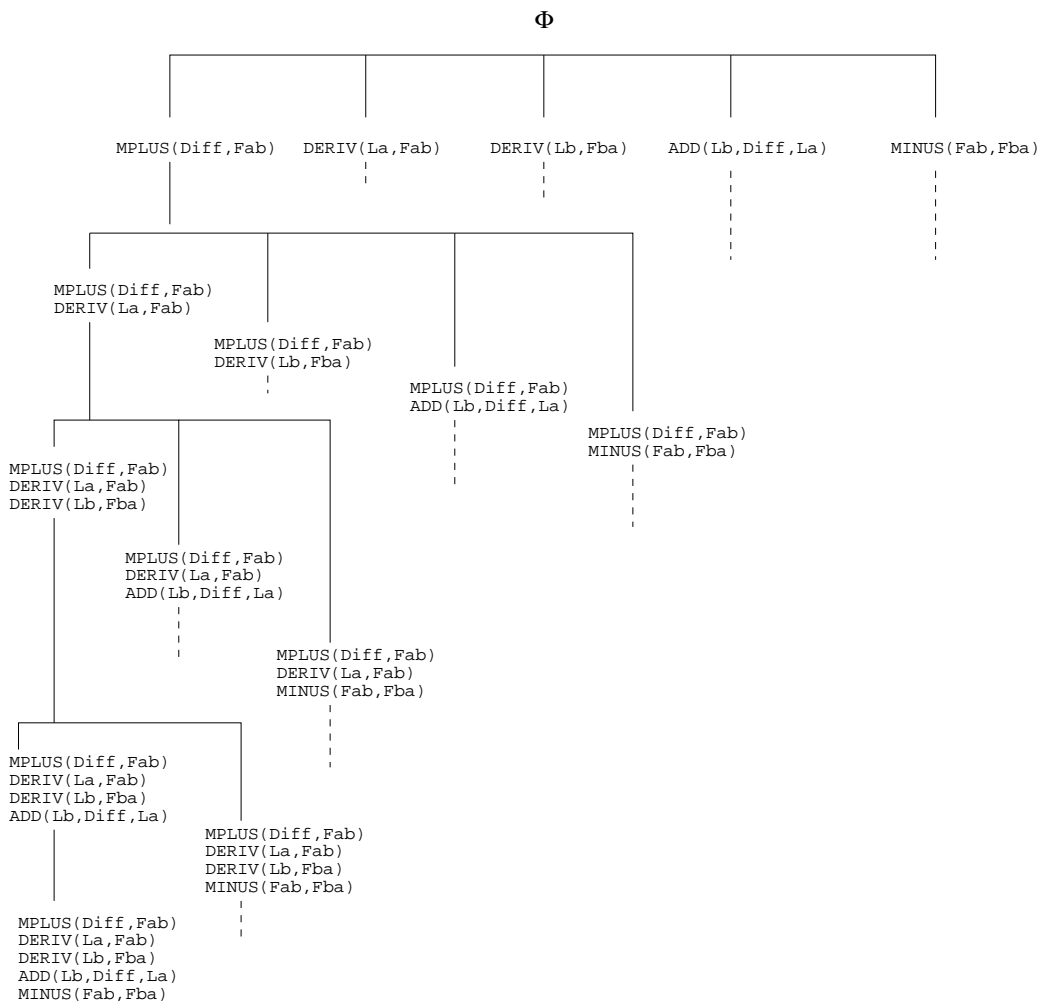 Φ
MPLUS(Diff,Fab)
DERIV(La,Fab)
DERIV(Lb,Fba)
ADD(Lb,Diff,La)
MINUS(Fab,Fba)
MPLUS(Diff,Fab)
DERIV(La,Fab)
MPLUS(Diff,Fab)
DERIV(Lb,Fba)
MPLUS(Diff,Fab)
ADD(Lb,Diff,La)
MPLUS(Diff,Fab)
MINUS(Fab,Fba)
MPLUS(Diff,Fab)
DERIV(La,Fab)
DERIV(Lb,Fba)
MPLUS(Diff,Fab)
DERIV(La,Fab)
ADD(Lb,Diff,La)
MPLUS(Diff,Fab)
DERIV(La,Fab)
MINUS(Fab,Fba)
MPLUS(Diff,Fab)
DERIV(La,Fab)
DERIV(Lb,Fba)
ADD(Lb,Diff,La)
MPLUS(Diff,Fab)
DERIV(La,Fab)
DERIV(Lb,Fba)
MINUS(Fab,Fba)
MPLUS(Diff,Fab)
DERIV(La,Fab)
DERIV(Lb,Fba)
ADD(Lb,Diff,La)
MINUS(Fab,Fba)